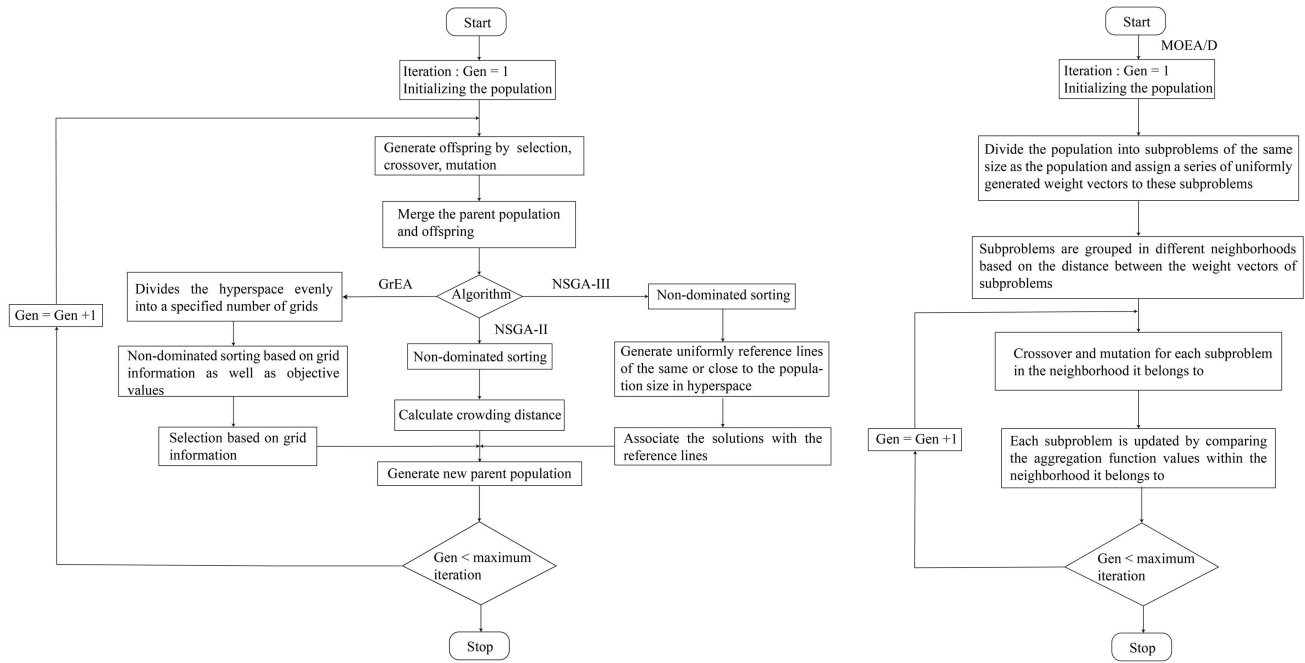 Start
Iteration : Gen = 1
Initializing the population
Generate offspring by selection,
crossover, mutation
Merge the parent population
and offspring
Algorithm
GrEA
NSGA-III
NSGA-II
Divides the hyperspace evenly
into a specified number of grids
Non-dominated sorting based on grid
information as well as objective
values
Selection based on grid
information
Non-dominated sorting
Calculate crowding distance
Non-dominated sorting
Generate uniformly reference lines
of the same or close to the popula-
tion size in hyperspace
Associate the solutions with the
reference lines
Generate new parent population
Gen = Gen +1
Gen < maximum
iteration
Stop
Start
MOEA/D
Iteration : Gen = 1
Initializing the population
Divide the population into subproblems of the same
size as the population and assign a series of uniformly
generated weight vectors to these subproblems
Subproblems are grouped in different neighborhoods
based on the distance between the weight vectors of
subproblems
Crossover and mutation for each subproblem
in the neighborhood it belongs to
Gen = Gen +1
Each subproblem is updated by comparing
the aggregation function values within the
neighborhood it belongs to
Gen < maximum
iteration
Stop